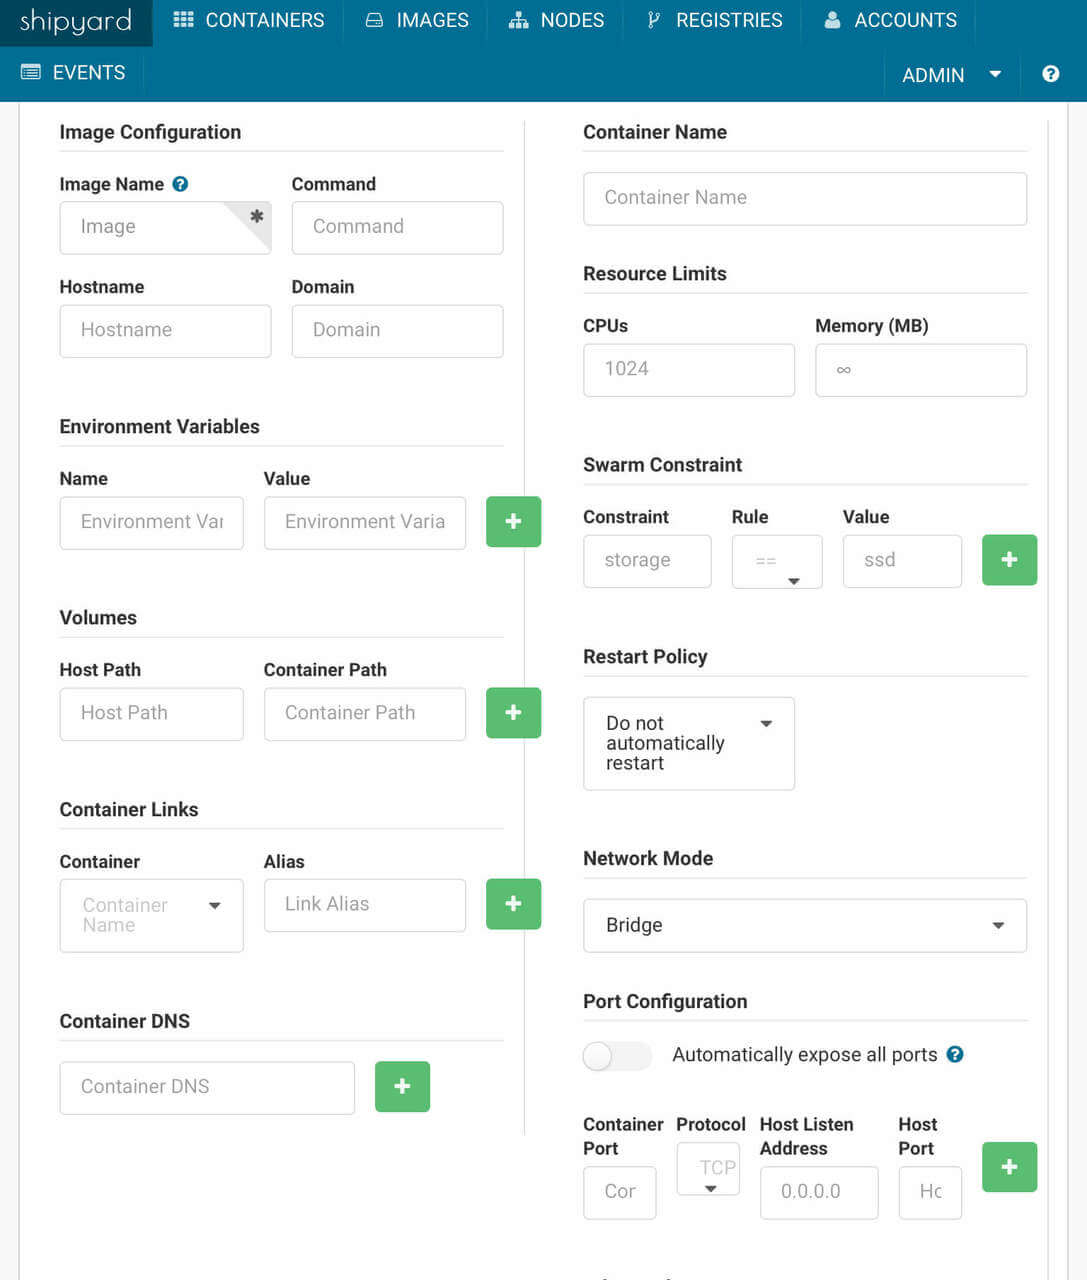 shipyard
CONTAINERS
IMAGES
NODES
REGISTRIES
ACCOUNTS
EVENTS
ADMIN
?
Image Configuration
Image Name ?
Command
Image *
Command
Hostname
Domain
Hostname
Domain
Environment Variables
Name
Value
Environment Var
Environment Varia
+
Volumes
Host Path
Container Path
Host Path
Container Path
+
Container Links
Container
Alias
Container
Name
Link Alias
+
Container DNS
Container DNS
+
Container Name
Container Name
Resource Limits
CPUs
Memory (MB)
1024
∞
Swarm Constraint
Constraint
Rule
Value
storage
==
ssd
+
Restart Policy
Do not
automatically
restart
Network Mode
Bridge
Port Configuration
Automatically expose all ports ?
Container
Port
Protocol
Host Listen
Address
Host
Port
Cor
TCP
0.0.0.0
Hc
+